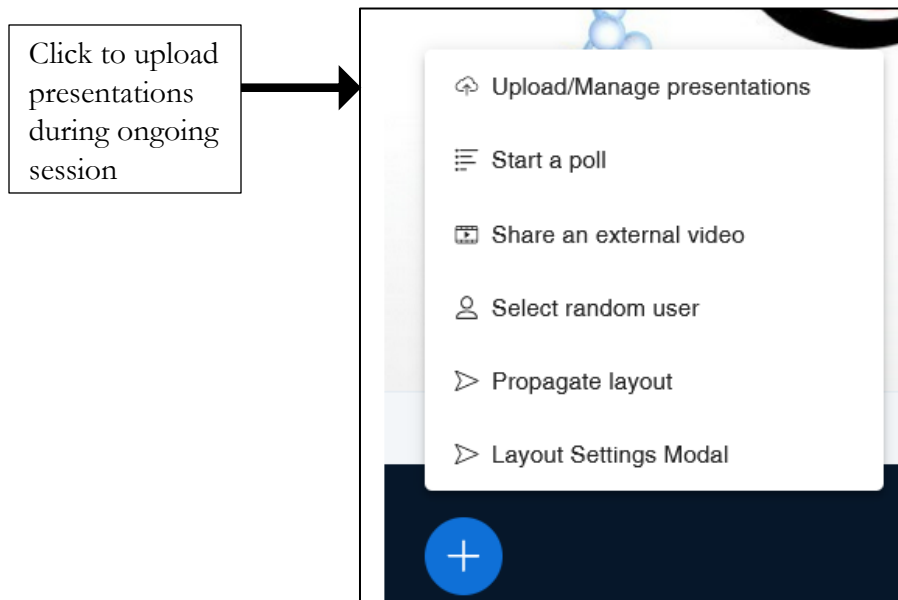 Click to upload
presentations
during ongoing
session
Upload/Manage presentations
Start a poll
Share an external video
Select random user
Propagate layout
Layout Settings Modal